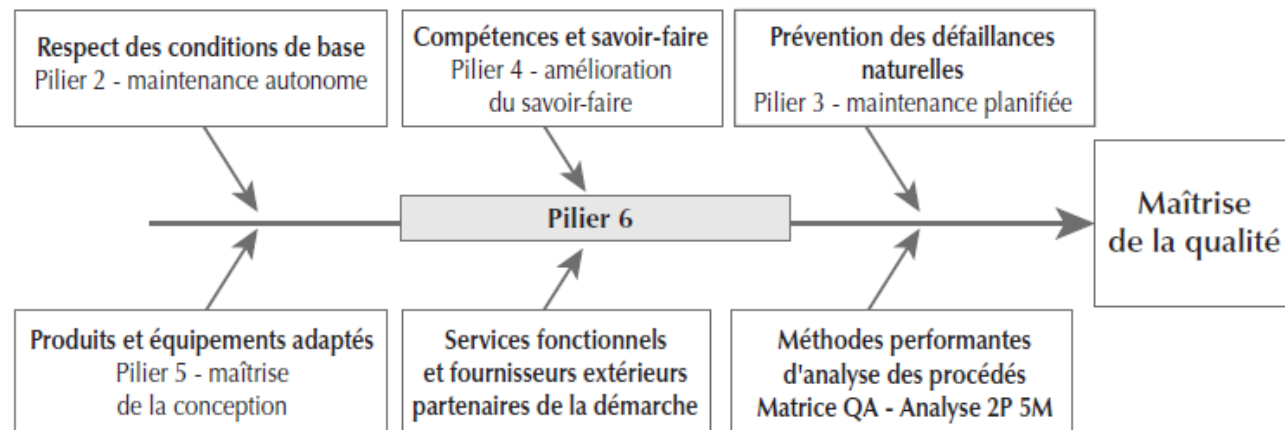 Respect des conditions de base
Pilier 2 - maintenance autonome
Compétences et savoir-faire
Pilier 4 - amélioration
du savoir-faire
Prévention des défaillances
naturelles
Pilier 3 - maintenance planifiée
Pilier 6
Maîtrise
de la qualité
Produits et équipements adaptés
Pilier 5 - maîtrise
de la conception
Services fonctionnels
et fournisseurs extérieurs
partenaires de la démarche
Méthodes performantes
d'analyse des procédés
Matrice QA - Analyse 2P 5M